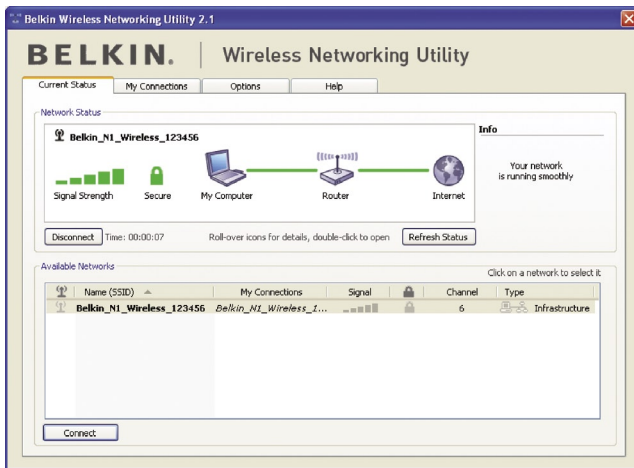 Belkin Wireless Networking Utility 2.1
BELKIN. | Wireless Networking Utility
Current Status My Connections Options Help
Network Status
Belkin_N1_Wireless_123456
Info
Your network
is running smoothly
Signal Strength Secure My Computer Router Internet
Disconnect Time: 00:00:07 Roll-over icons for details, double-click to open Refresh Status
Available Networks
Click on a network to select it
Name (SSID) My Connections Signal Channel Type
Belkin_N1_Wireless_123456 Belkin_N1_Wireless_1... 6 Infrastructure
Connect